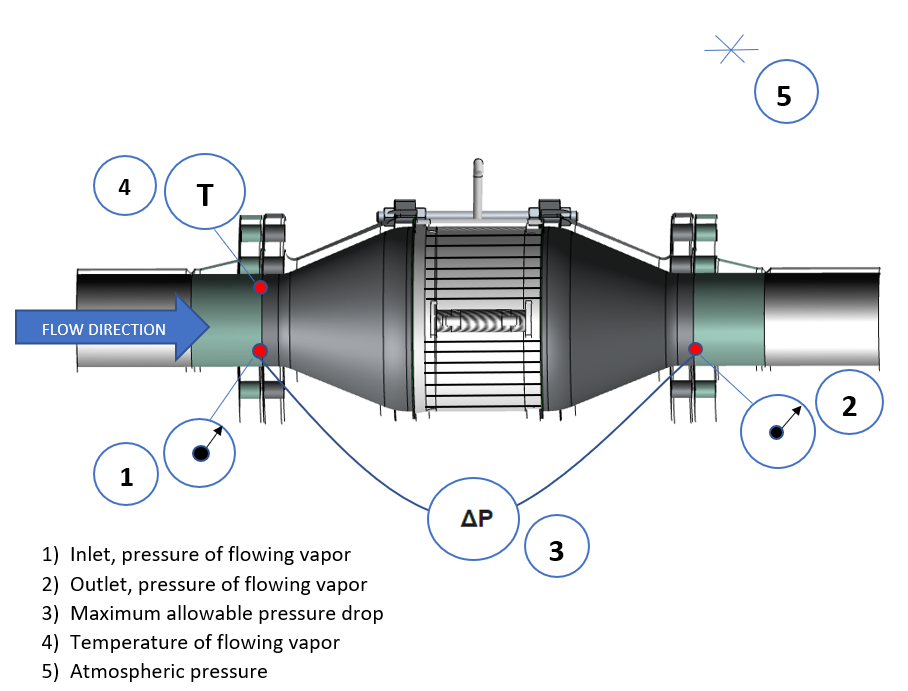 5
4
T
FLOW DIRECTION
2
1
ΔP
3
1) Inlet, pressure of flowing vapor
2) Outlet, pressure of flowing vapor
3) Maximum allowable pressure drop
4) Temperature of flowing vapor
5) Atmospheric pressure